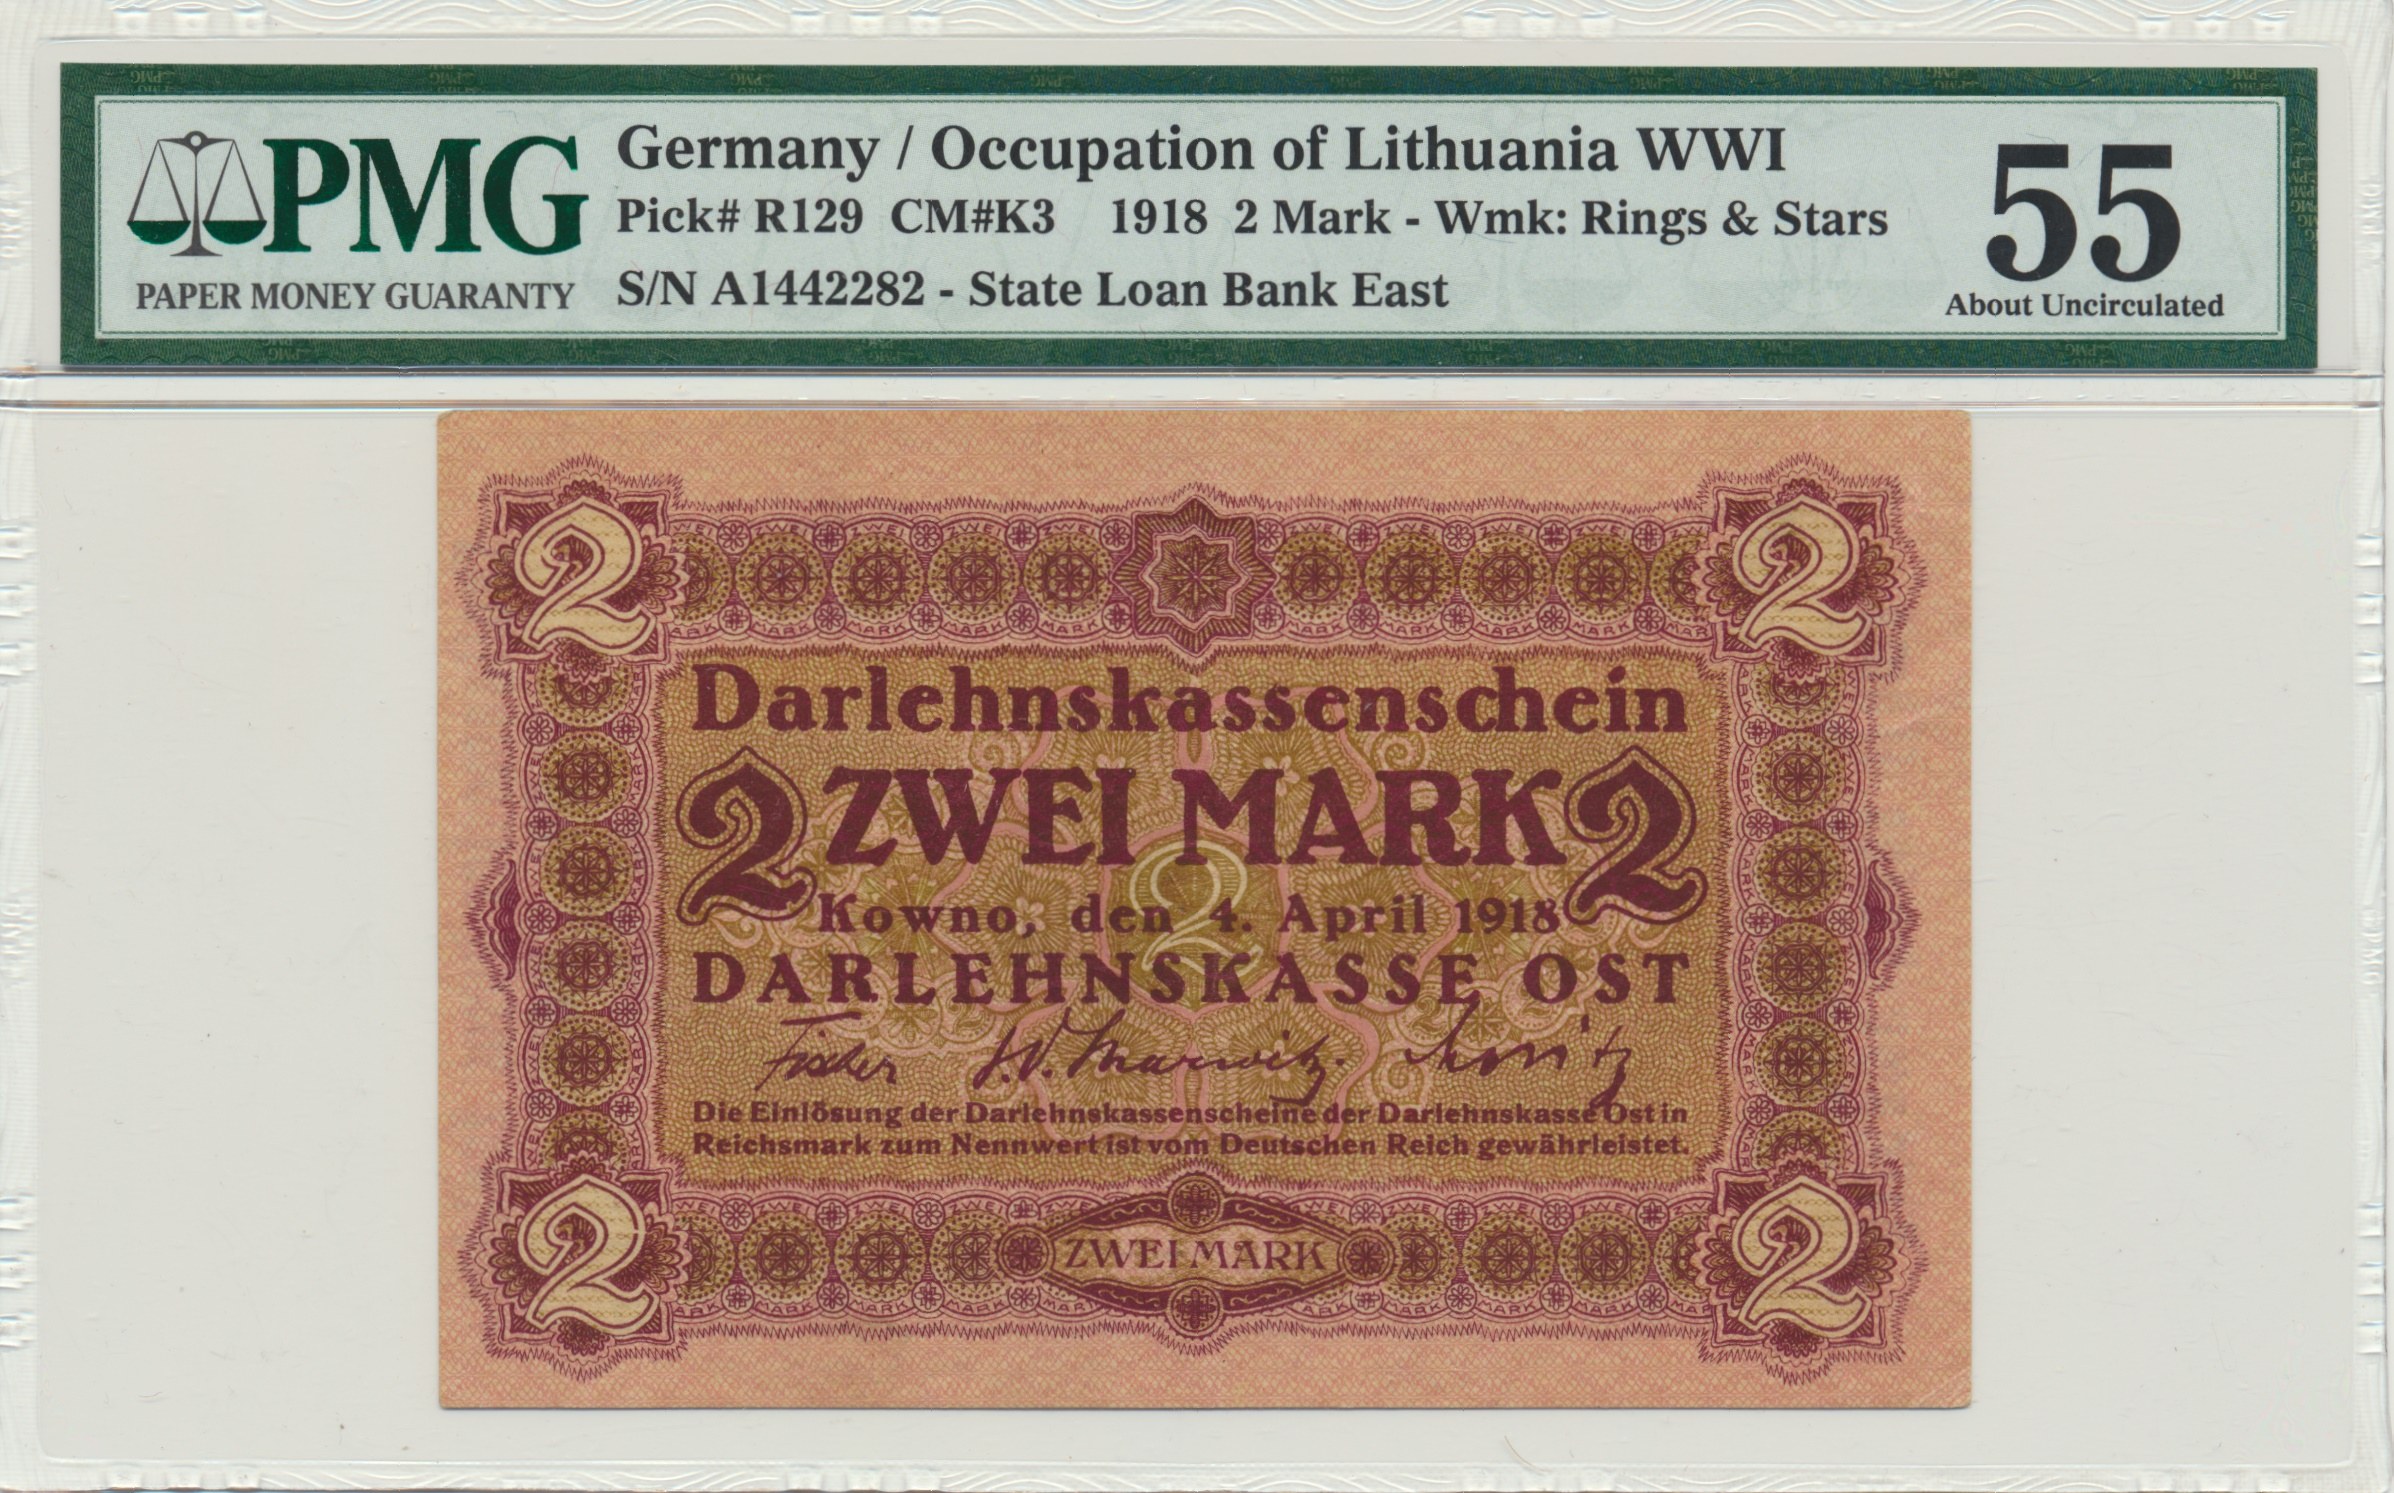 PMG
PAPER MONEY GUARANTY
Germany / Occupation of Lithuania WWI
Pick# R129 CM#K3 1918 2 Mark - Wmk: Rings & Stars
S/N A1442282 - State Loan Bank East
55
About Uncirculated
2 2
Darlehnskassenschein
2 ZWEI MARK 2
2
Kowno, den 4. April 1918
DARLEHNSKASSE OST
Fischer
Die Einlösung der Darlehnskassenscheine der Darlehnskasse Ost in
Reichsmark zum Nennwert ist vom Deutschen Reich gewährleistet.
2 ZWEI MARK 2